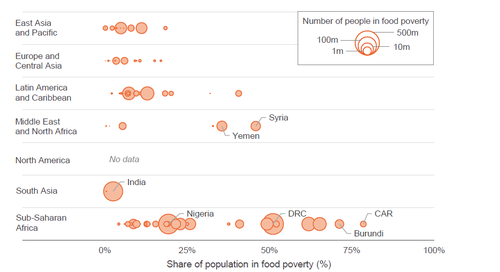 East Asia
and Pacific
Number of people in food poverty
500m
100m
10m
1m
Europe and
Central Asia
Latin America
and Caribbean
Middle East
and North Africa
Syria
Yemen
North America
No data
South Asia
India
Sub-Saharan
Africa
Nigeria
DRC
CAR
Burundi
0%
25%
50%
75%
100%
Share of population in food poverty (%)